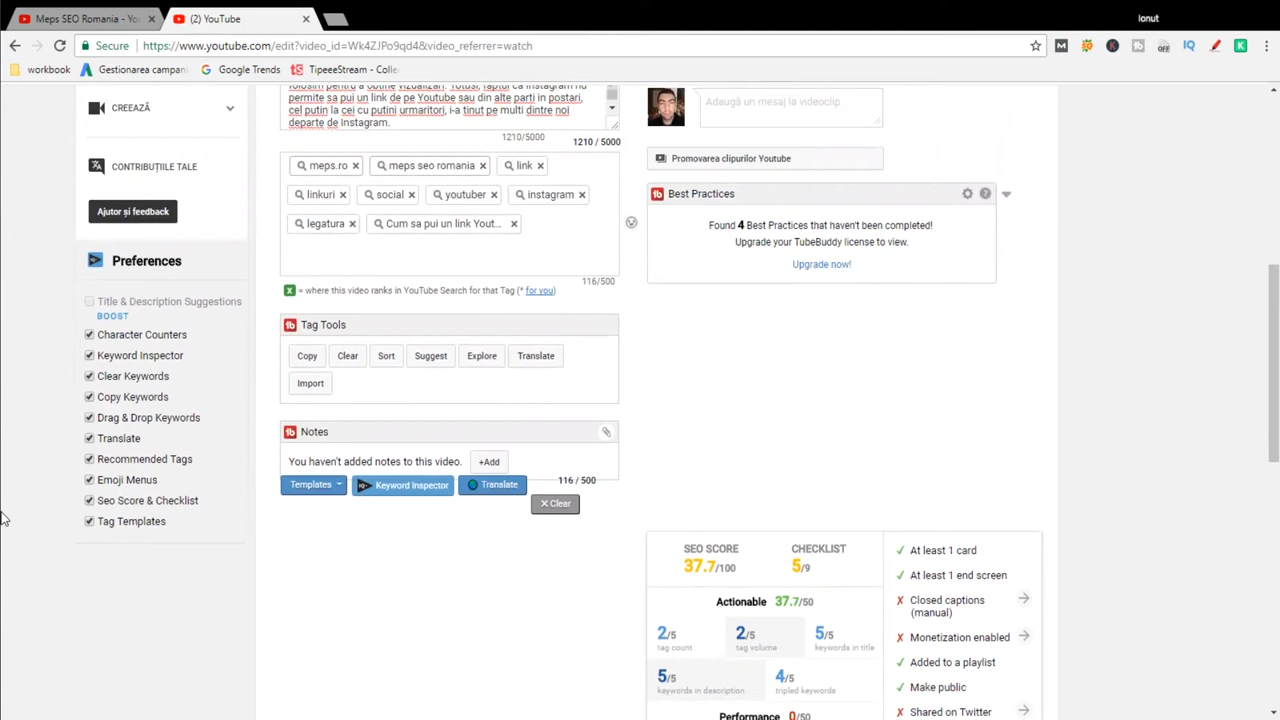 Meps SEO Romania - Yo
(2) YouTube
Ionut
Secure
https://www.youtube.com/edit?video_id=Wk4ZJPo9qd4&video_referrer=watch
workbook
Gestionarea campani
Google Trends
TipeeeStream - Colle
CREEAZĂ
CONTRIBUȚIILE TALE
Ajutor și feedback
Preferences
Title & Description Suggestions
BOOST
Character Counters
Keyword Inspector
Clear Keywords
Copy Keywords
Drag & Drop Keywords
Translate
Recommended Tags
Emoji Menus
Seo Score & Checklist
Tag Templates
folosim pentru a obtine vizualizari. Totusi, faptul ca Instagram nu
permite sa pui un link de pe Youtube sau din alte parti in postari,
cel putin la cei cu putini urmaritori, i-a tinut pe multi dintre noi
departe de Instagram.
1210/5000
1210 / 5000
meps.ro
meps seo romania
link
linkuri
social
youtuber
instagram
legatura
Cum sa pui un link Yout...
116/500
= where this video ranks in YouTube Search for that Tag (* for you)
Tag Tools
Copy
Clear
Sort
Suggest
Explore
Translate
Import
Notes
You haven't added notes to this video.
+Add
Templates
Keyword Inspector
Translate
116 / 500
Clear
Adaugă un mesaj la videoclip
Promovarea clipurilor Youtube
Best Practices
Found 4 Best Practices that haven't been completed!
Upgrade your TubeBuddy license to view.
Upgrade now!
SEO SCORE
37.7/100
CHECKLIST
5/9
Actionable 37.7/50
2/5
tag count
2/5
tag volume
5/5
keywords in title
5/5
keywords in description
4/5
tripled keywords
Performance 0/50
At least 1 card
At least 1 end screen
Closed captions
(manual)
Monetization enabled
Added to a playlist
Make public
Shared on Twitter